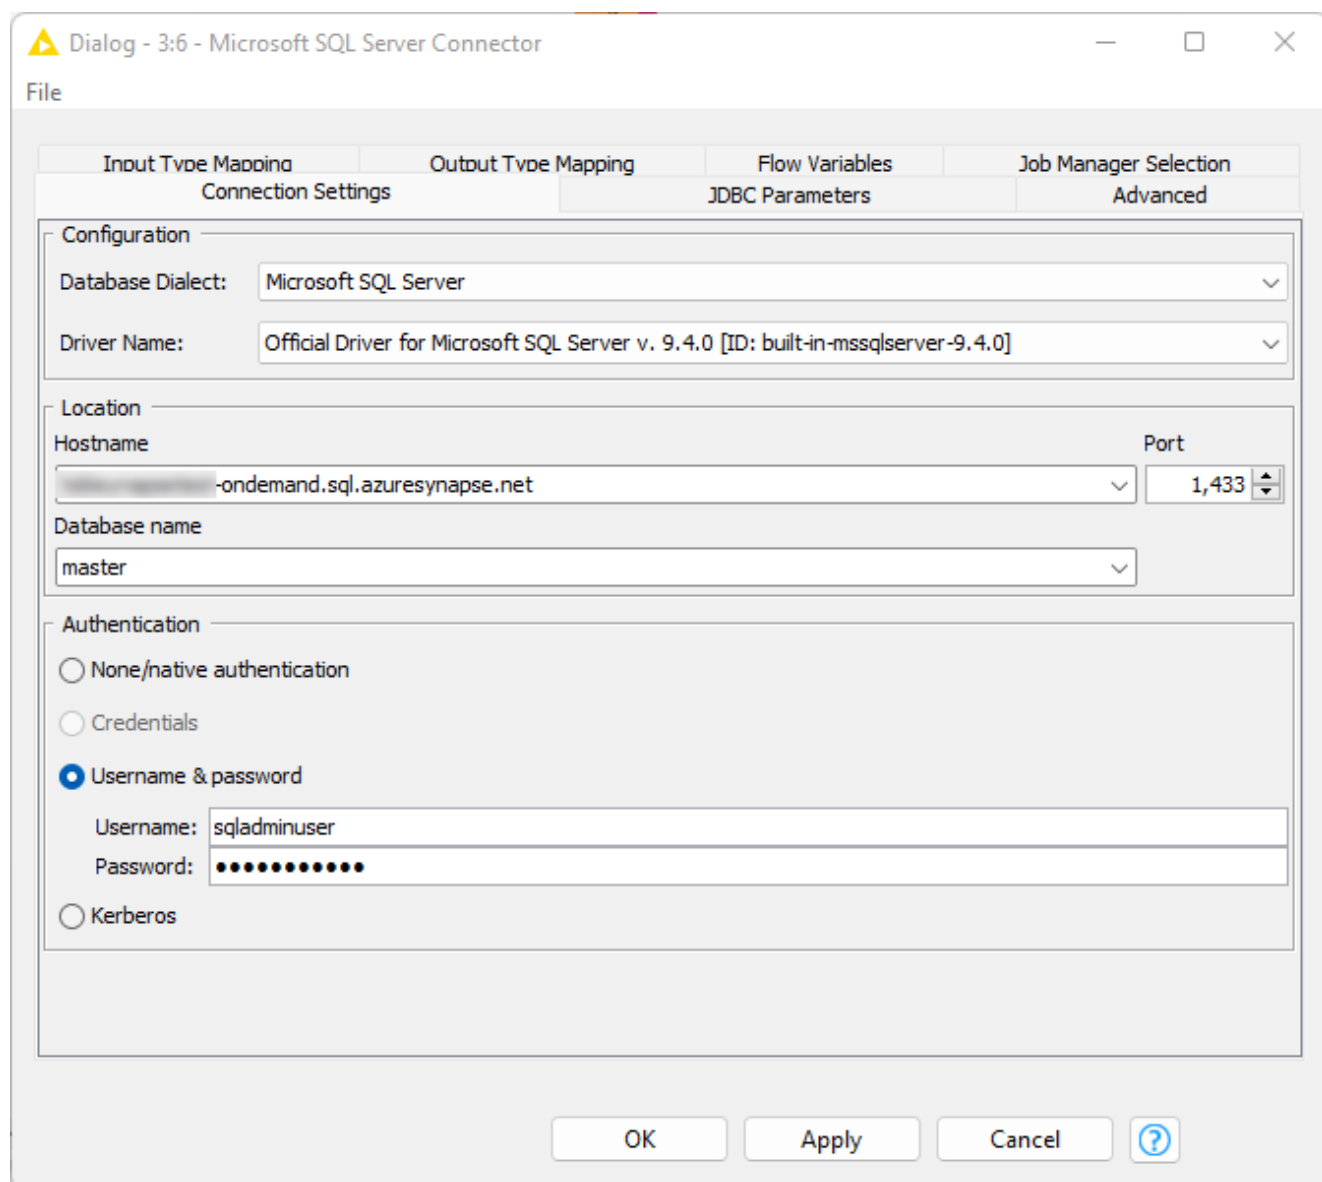 Dialog - 3:6 - Microsoft SQL Server Connector
File
Input Type Mapping Output Type Mapping Flow Variables Job Manager Selection
Connection Settings JDBC Parameters Advanced
Configuration
Database Dialect: Microsoft SQL Server
Driver Name: Official Driver for Microsoft SQL Server v. 9.4.0 [ID: built-in-mssqlserver-9.4.0]
Location
Hostname Port
-ondemand.sql.azuresynapse.net 1,433
Database name
master
Authentication
None/native authentication
Credentials
Username & password
Username: sqladminuser
Password: ●●●●●●●●●●●
Kerberos
OK Apply Cancel ?